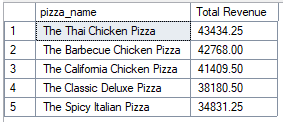 pizza_name Total Revenue
1 The Thai Chicken Pizza 43434.25
2 The Barbecue Chicken Pizza 42768.00
3 The California Chicken Pizza 41409.50
4 The Classic Deluxe Pizza 38180.50
5 The Spicy Italian Pizza 34831.25